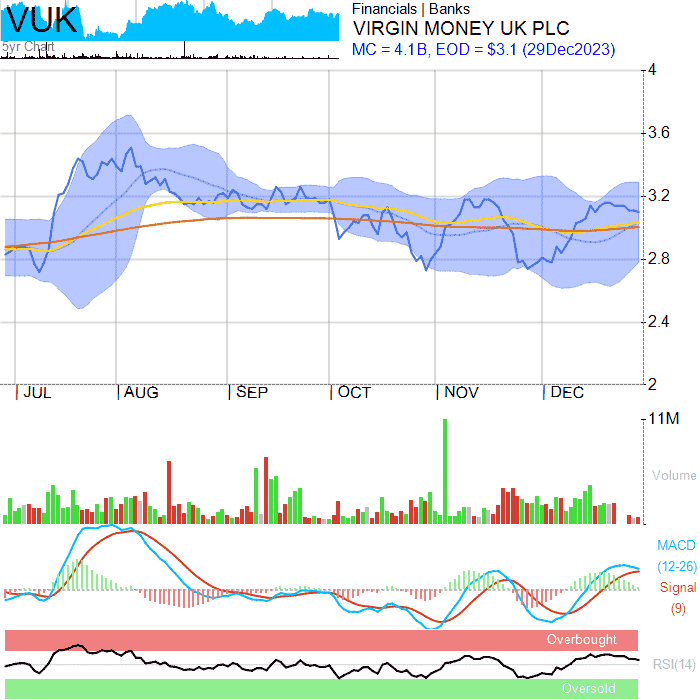 VUK
5yr Chart
Financials | Banks
VIRGIN MONEY UK PLC
MC = 4.1B, EOD = $3.1 (29Dec2023)
4
3.6
3.2
2.8
2.4
2
JUL AUG SEP OCT NOV DEC
11M
Volume
MACD
(12-26)
Signal
(9)
Overbought
RSI(14)
Oversold